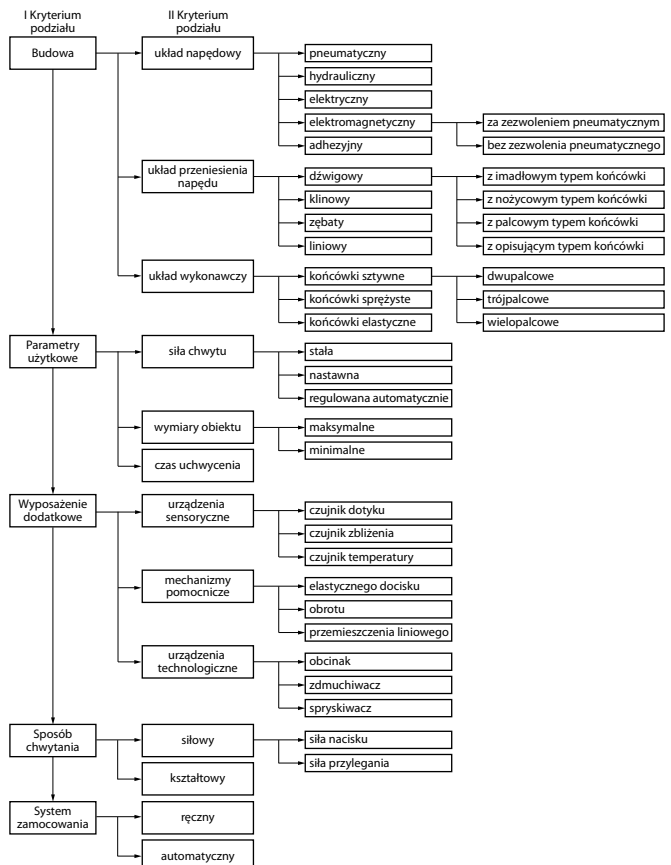 I Kryterium
podziału
II Kryterium
podziału
Budowa
układ napędowy
pneumatyczny
hydrauliczny
elektryczny
elektromagnetyczny
za zezwoleniem pneumatycznym
adhezyjny
bez zezwolenia pneumatycznego
układ przeniesienia
napędu
dźwigowy
z imadłowym typem końcówki
klinowy
z nożycowym typem końcówki
zębaty
z palcowym typem końcówki
liniowy
z opisującym typem końcówki
układ wykonawczy
końcówki sztywne
dwupalcowe
końcówki sprężyste
trójpalcowe
końcówki elastyczne
wielopalcowe
Parametry
użytkowe
siła chwytu
stała
nastawna
regulowana automatycznie
wymiary obiektu
maksymalne
minimalne
czas uchwycenia
Wyposażenie
dodatkowe
urządzenia
sensoryczne
czujnik dotyku
czujnik zbliżenia
czujnik temperatury
mechanizmy
pomocnicze
elastycznego docisku
obrotu
przemieszczenia liniowego
urządzenia
technologiczne
obcinak
zdmuchiwacz
spryskiwacz
Sposób
chwytania
siłowy
siła nacisku
siła przylegania
kształtowy
System
zamocowania
ręczny
automatyczny